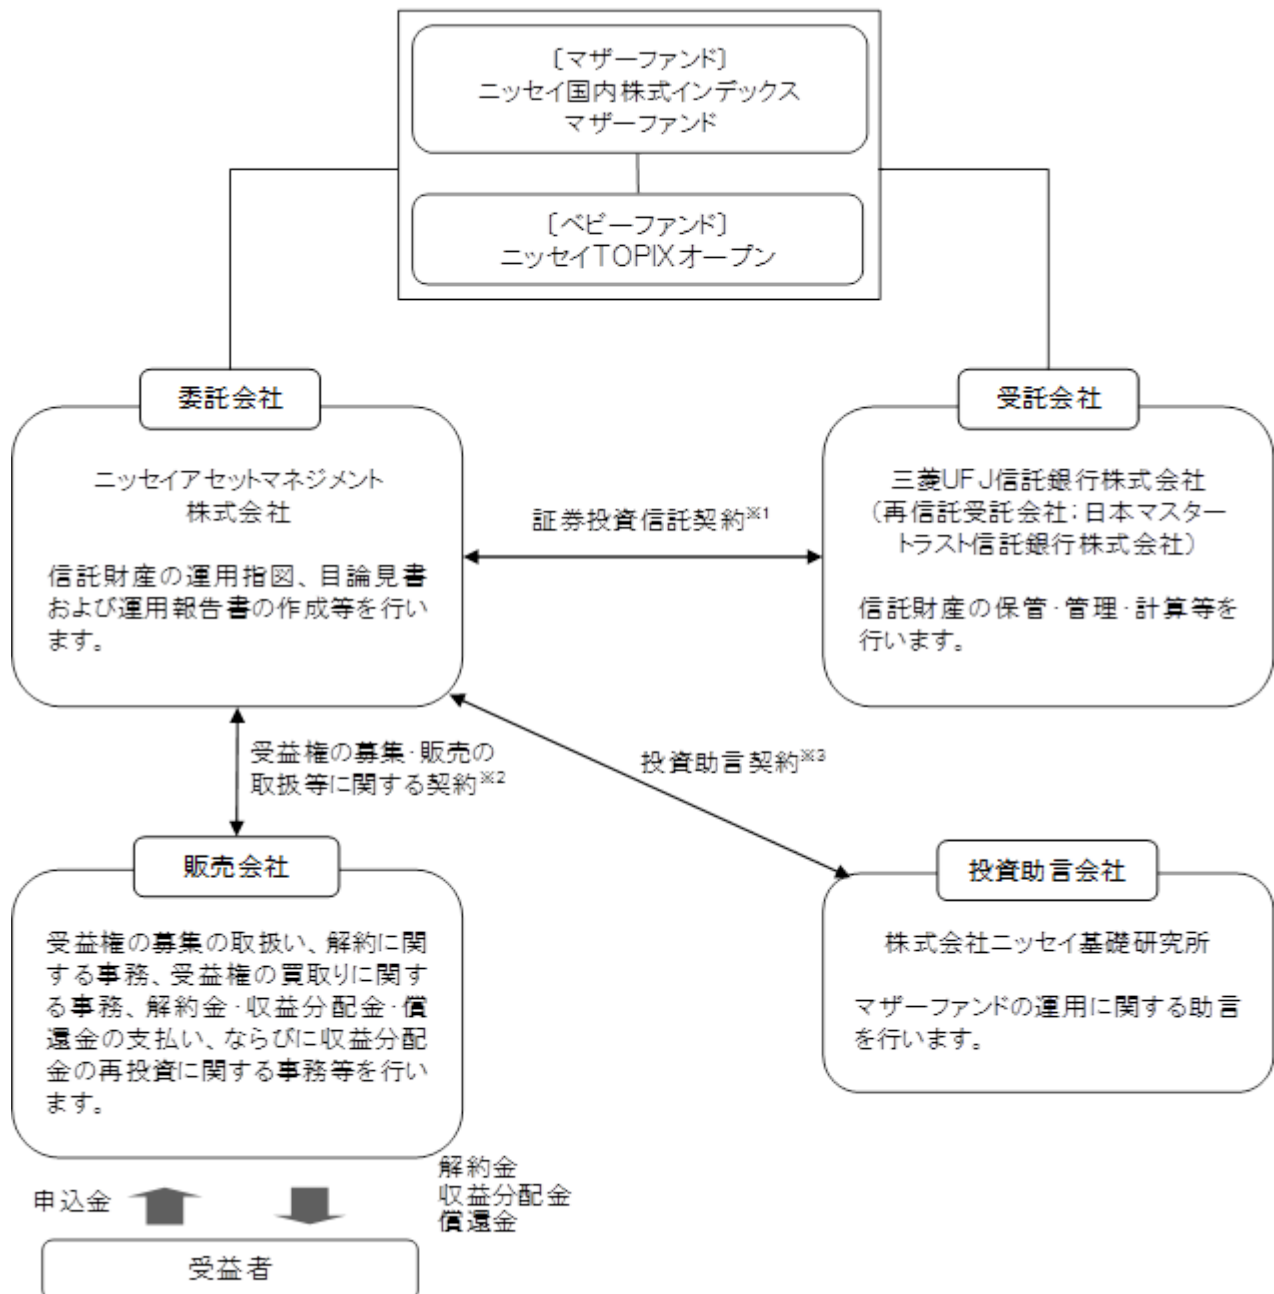 〔マザーファンド〕
ニッセイ国内株式インデックス
マザーファンド
〔ベビーファンド〕
ニッセイTOPIXオープン
委託会社
ニッセイアセットマネジメント
株式会社
信託財産の運用指図、目論見書
および運用報告書の作成等を行い
ます。
証券投資信託契約※1
受託会社
三菱UFJ信託銀行株式会社
（再信託受託会社：日本マスター
トラスト信託銀行株式会社）
信託財産の保管・管理・計算等を
行います。
受益権の募集・販売の
取扱等に関する契約※2
投資助言契約※3
販売会社
受益権の募集の取扱い、解約に関
する事務、受益権の買取りに関す
る事務、解約金・収益分配金・償
還金の支払い、ならびに収益分配
金の再投資に関する事務等を行い
ます。
投資助言会社
株式会社ニッセイ基礎研究所
マザーファンドの運用に関する助言
を行います。
申込金
解約金
収益分配金
償還金
受益者